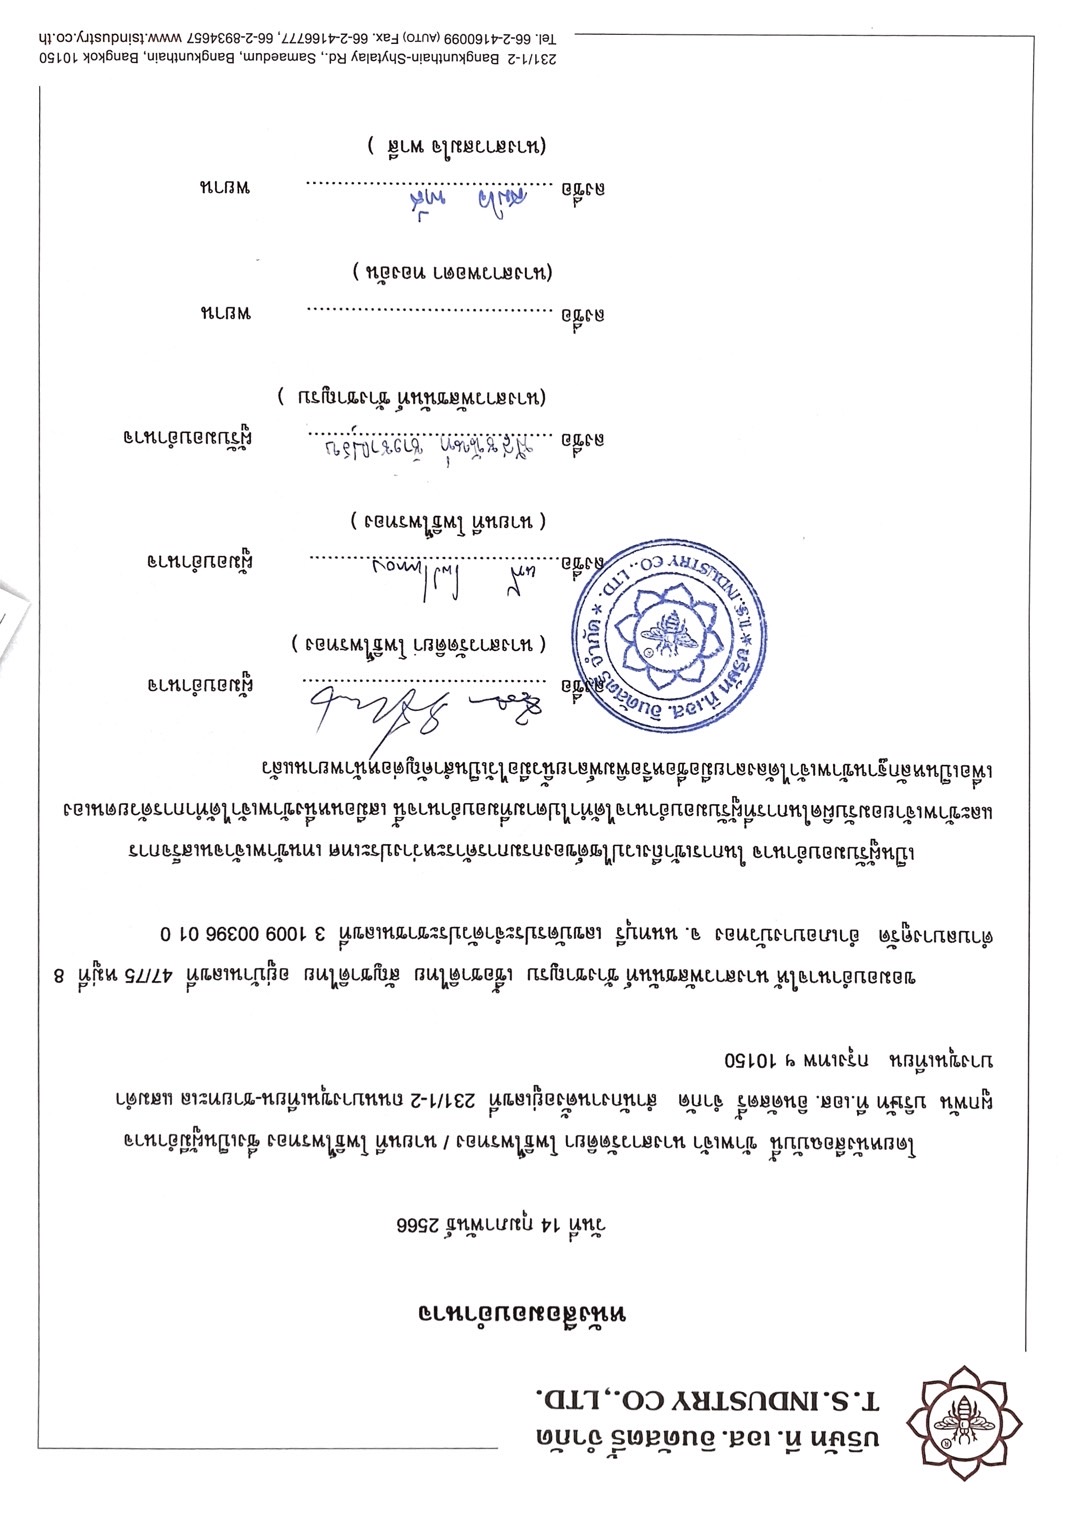 บริษัท ที. เอส. อินดัสตรี้ จำกัด
T. S. INDUSTRY CO., LTD.
หนังสือมอบอำนาจ
วันที่ 14 กุมภาพันธ์ 2566
โดยหนังสือฉบับนี้ ข้าพเจ้า นางสาวรัตติยา โพธิ์ไพรทอง / นายนที โพธิ์ไพรทอง ซึ่งเป็นผู้มีอำนาจ
ผูกพัน บริษัท ที.เอส. อินดัสตรี้ จำกัด สำนักงานตั้งอยู่เลขที่ 231/1-2 ถนนบางขุนเทียน-ชายทะเล แสมดำ
บางขุนเทียน กรุงเทพ ฯ 10150
ขอมอบอำนาจให้ นางสาวพัสชนันท์ ช้างชาญรบ เชื้อชาติไทย สัญชาติไทย อยู่บ้านเลขที่ 47/75 หมู่ที่ 8
ตำบลบางคูรัด อำเภอบางบัวทอง จ. นนทบุรี เลขบัตรประจำตัวประชาชนเลขที่ 3 1009 00396 01 0
เป็นผู้รับมอบอำนาจ ในการเข้าถึงเวปไซต์ของกรมการค้าระหว่างประเทศ เทนข้าพเจ้าจนเสร็จการ
และข้าพเจ้ายอมรับผิดในการที่ผู้รับมอบอำนาจได้ทำไปตามที่มอบอำนาจนี้ เสมือนหนึ่งข้าพเจ้าได้ทำการด้วยตนเอง
เพื่อเป็นหลักฐานข้าพเจ้าได้ลงลายมือชื่อหรือพิมพ์ลายนิ้วมือไว้เป็นสำคัญต่อหน้าพยานแล้ว
บริษัท ที.เอส. อินดัสตรี้ จำกัด
T.S. INDUSTRY CO., LTD.
ลงชื่อ ....................................... ผู้มอบอำนาจ
( นางสาวรัตติยา โพธิ์ไพรทอง )
ลงชื่อ นที โพธิ์ไพรทอง ผู้มอบอำนาจ
( นายนที โพธิ์ไพรทอง )
ลงชื่อ พัสชนันท์ ช้างชาญรบ ผู้รับมอบอำนาจ
(นางสาวพัสชนันท์ ช้างชาญรบ )
ลงชื่อ ....................................... พยาน
(นางสาวพอตา ทองอัน )
ลงชื่อ สมใจ พาสี พยาน
(นางสาวสมใจ พาสี )
231/1-2 Bangkunthain-Shytalay Rd., Samaedum, Bangkunthain, Bangkok 10150
Tel. 66-2-4160099 (AUTO) Fax. 66-2-4166777, 66-2-8934657 www.tsindustry.co.th